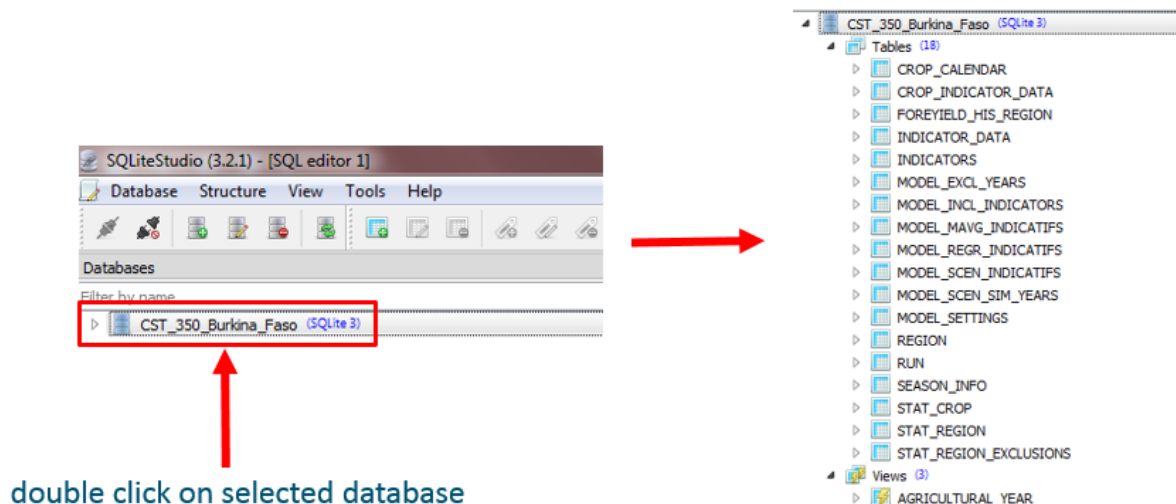 SQLiteStudio (3.2.1) - [SQL editor 1]
Database Structure View Tools Help
Databases
Filter by name
CST_350_Burkina_Faso (SQLite 3)
double click on selected database
CST_350_Burkina_Faso (SQLite 3)
Tables (18)
CROP_CALENDAR
CROP_INDICATOR_DATA
FOREYIELD_HIS_REGION
INDICATOR_DATA
INDICATORS
MODEL_EXCL_YEARS
MODEL_INCL_INDICATORS
MODEL_MAVG_INDICATIFS
MODEL_REGR_INDICATIFS
MODEL_SCEN_INDICATIFS
MODEL_SCEN_SIM_YEARS
MODEL_SETTINGS
REGION
RUN
SEASON_INFO
STAT_CROP
STAT_REGION
STAT_REGION_EXCLUSIONS
Views (3)
AGRICULTURAL_YEAR